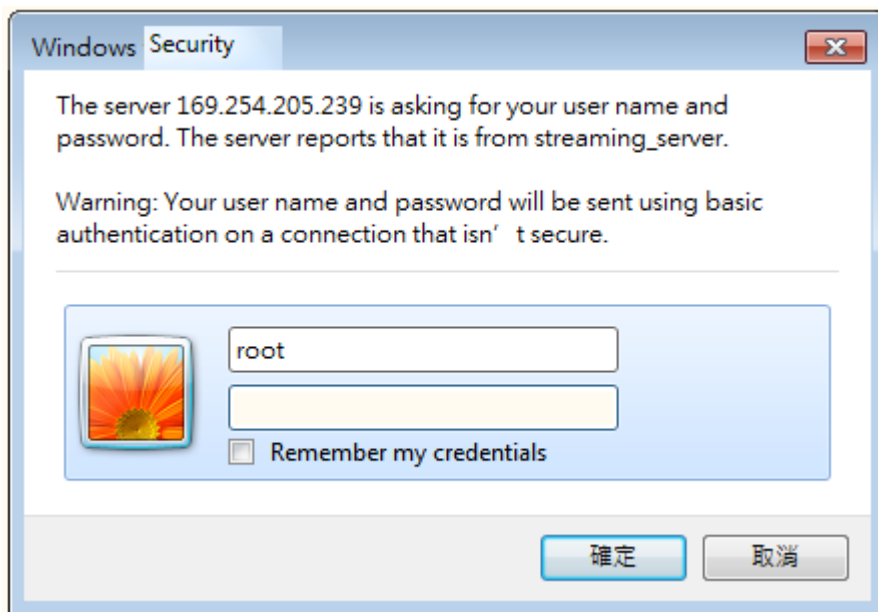 Windows Security
The server 169.254.205.239 is asking for your user name and
password. The server reports that it is from streaming_server.
Warning: Your user name and password will be sent using basic
authentication on a connection that isn’ t secure.
root
Remember my credentials
確定
取消